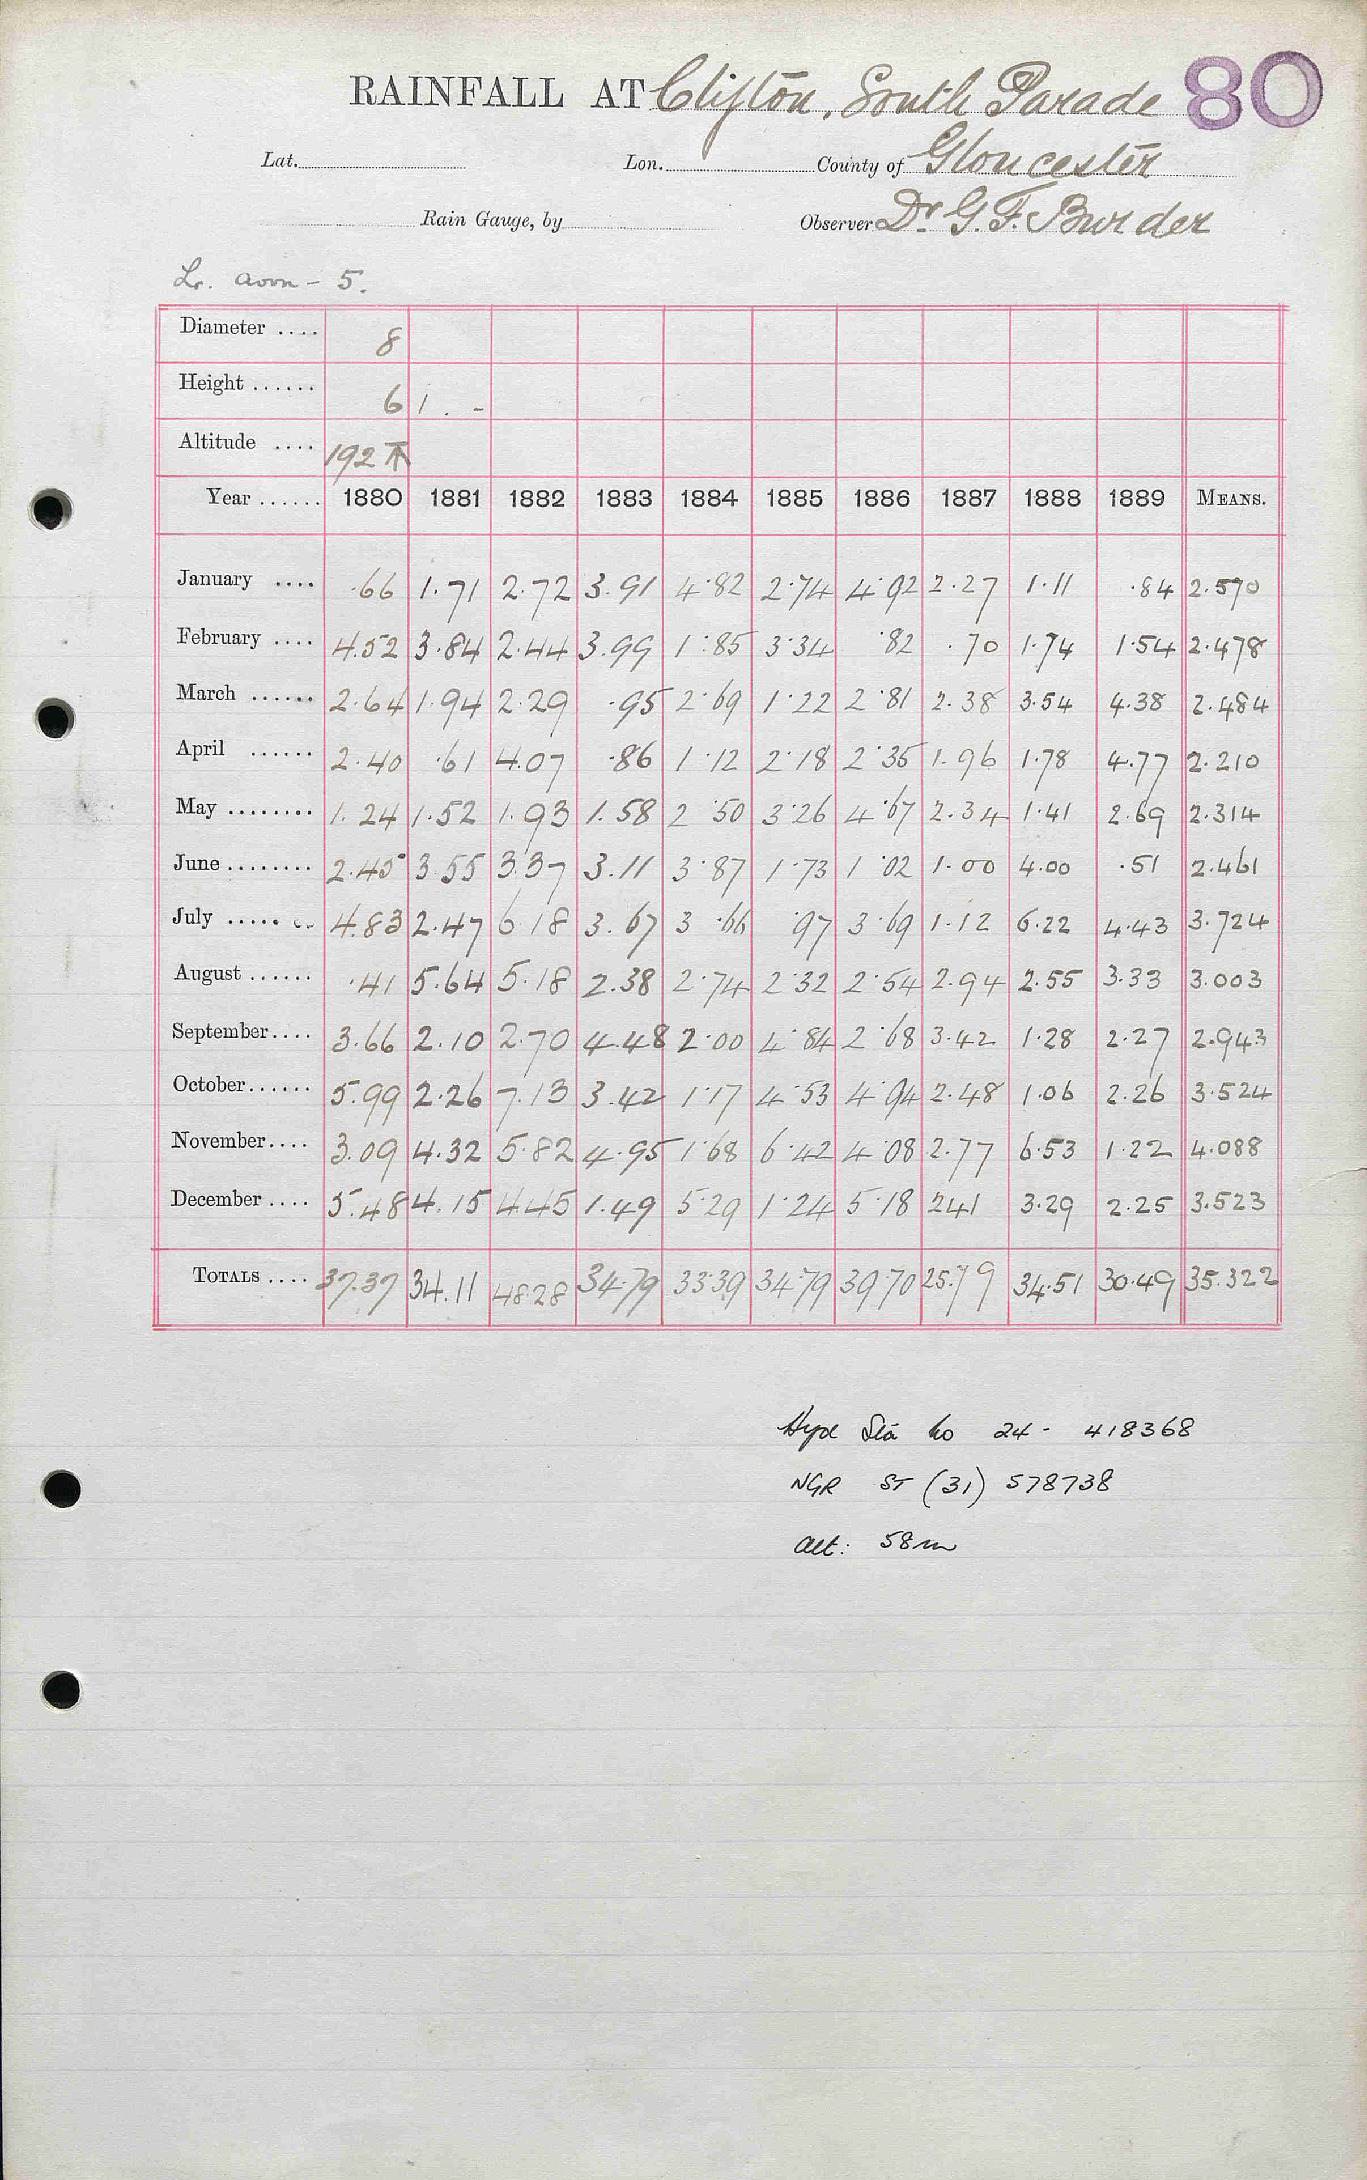 RAINFALL AT Clifton, South Parade 80
Lat. Lon. County of Gloucester
Rain Gauge, by Observer Dr G. F. Burder
Lr. Avon - 5.
Diameter .... 8
Height ...... 6 1 . -
Altitude .... 192 T
Year ...... 1880 1881 1882 1883 1884 1885 1886 1887 1888 1889 MEANS.
January .... .66 1.71 2.72 3.91 4.82 2.74 4.92 2.27 1.11 .84 2.570
February .... 4.52 3.84 2.44 3.99 1.85 3.34 .82 .70 1.74 1.54 2.478
March ...... 2.64 1.94 2.29 .95 2.69 1.22 2.81 2.38 3.54 4.38 2.484
April ...... 2.40 .61 4.07 .86 1.12 2.18 2.35 1.96 1.78 4.77 2.210
May ........ 1.24 1.52 1.93 1.58 2.50 3.26 4.67 2.34 1.41 2.69 2.314
June ........ 2.45 3.55 3.37 3.11 3.87 1.73 1.02 1.00 4.00 .51 2.461
July ........ 4.83 2.47 6.18 3.67 3.66 .97 3.69 1.12 6.22 4.43 3.724
August ...... .41 5.64 5.18 2.38 2.74 2.32 2.54 2.94 2.55 3.33 3.003
September .... 3.66 2.10 2.70 4.48 2.00 4.84 2.68 3.42 1.28 2.27 2.943
October ...... 5.99 2.26 7.13 3.42 1.17 4.53 4.94 2.48 1.06 2.26 3.524
November .... 3.09 4.32 5.82 4.95 1.68 6.42 4.08 2.77 6.53 1.22 4.088
December .... 5.48 4.15 4.45 1.49 5.29 1.24 5.18 2.41 3.29 2.25 3.523
TOTALS .... 37.37 34.11 48.28 34.79 33.39 34.79 39.70 25.79 34.51 30.49 35.322
Hyd Sta No 24 - 418368
NGR ST (31) 578738
Alt: 58m